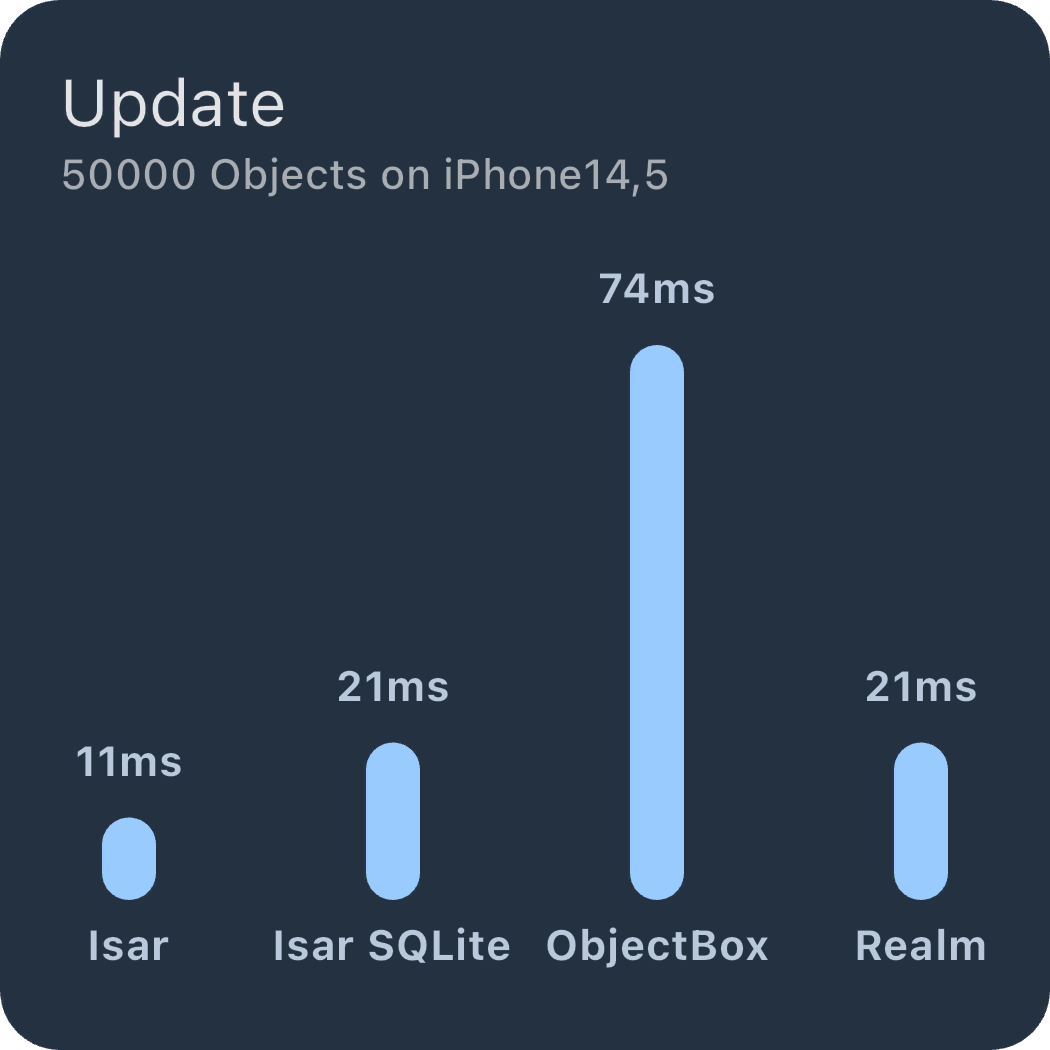 Update
50000 Objects on iPhone14,5
74ms
21ms
21ms
11ms
Isar
Isar SQLite
ObjectBox
Realm